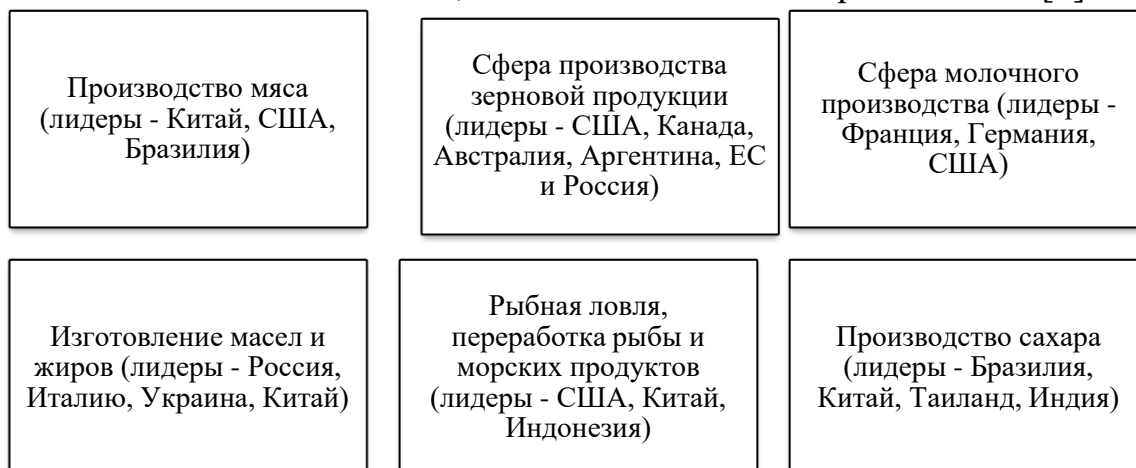 Производство мяса
(лидеры - Китай, США,
Бразилия)
Сфера производства
зерновой продукции
(лидеры - США, Канада,
Австралия, Аргентина, ЕС
и Россия)
Сфера молочного
производства (лидеры -
Франция, Германия,
США)
Изготовление масел и
жиров (лидеры - Россия,
Италию, Украина, Китай)
Рыбная ловля,
переработка рыбы и
морских продуктов
(лидеры - США, Китай,
Индонезия)
Производство сахара
(лидеры - Бразилия,
Китай, Таиланд, Индия)